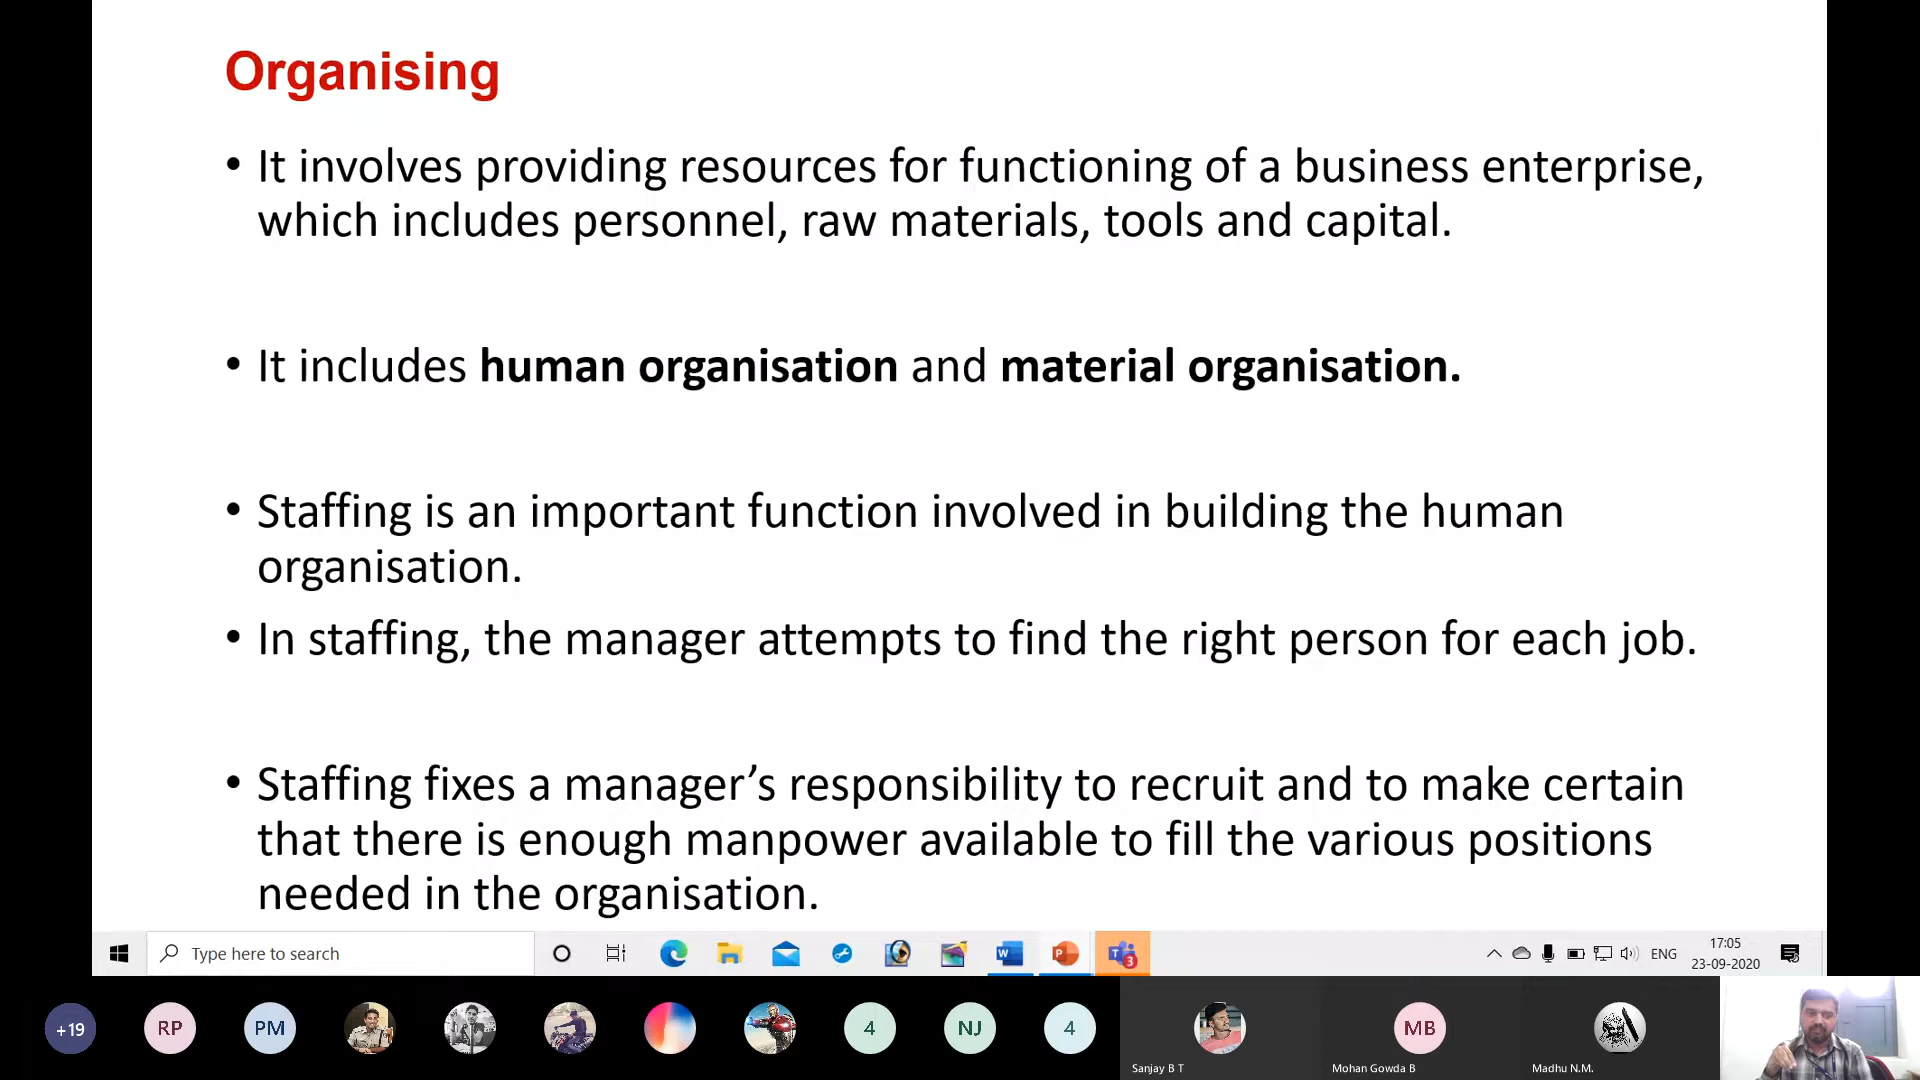 Organising
• It involves providing resources for functioning of a business enterprise,
which includes personnel, raw materials, tools and capital.
• It includes human organisation and material organisation.
• Staffing is an important function involved in building the human
organisation.
• In staffing, the manager attempts to find the right person for each job.
• Staffing fixes a manager’s responsibility to recruit and to make certain
that there is enough manpower available to fill the various positions
needed in the organisation.
Type here to search
W
P
T
3
ENG
17:05
23-09-2020
+19
RP
PM
4
NJ
4
MB
Sanjay B T
Mohan Gowda B
Madhu N.M.